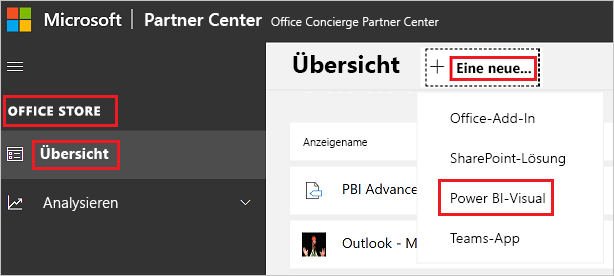 Microsoft Partner Center Office Concierge Partner Center
OFFICE STORE
Übersicht
Analysieren
Übersicht
+ Eine neue...
Office-Add-In
SharePoint-Lösung
Power BI-Visual
Teams-App
Anzeigename
PBI Advance
Outlook - M